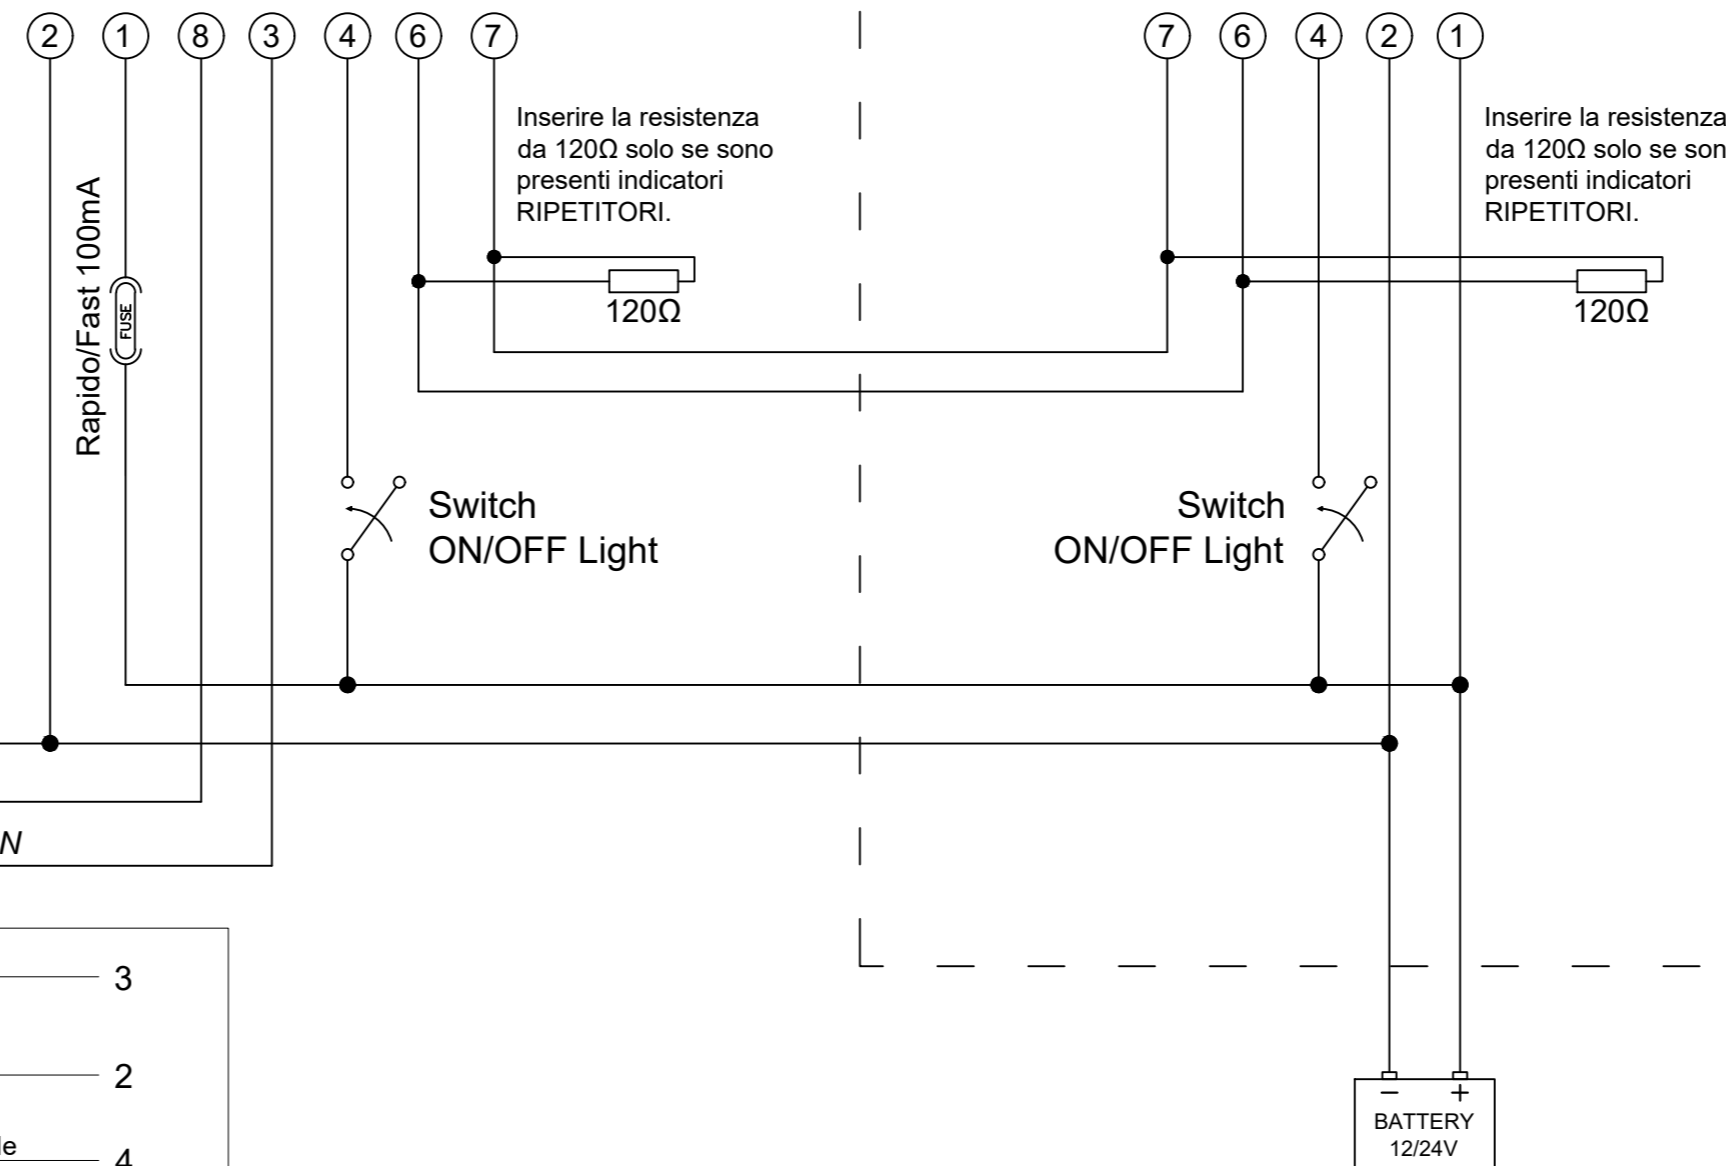 2 1 8 3 4 6 7
7 6 4 2 1
Inserire la resistenza
da 120Ω solo se sono
presenti indicatori
RIPETITORI.
Inserire la resistenza
da 120Ω solo se son
presenti indicatori
RIPETITORI.
Rapido/Fast 100mA
FUSE
120Ω
120Ω
Switch
ON/OFF Light
Switch
ON/OFF Light
N
3
2
le
4
− +
BATTERY
12/24V